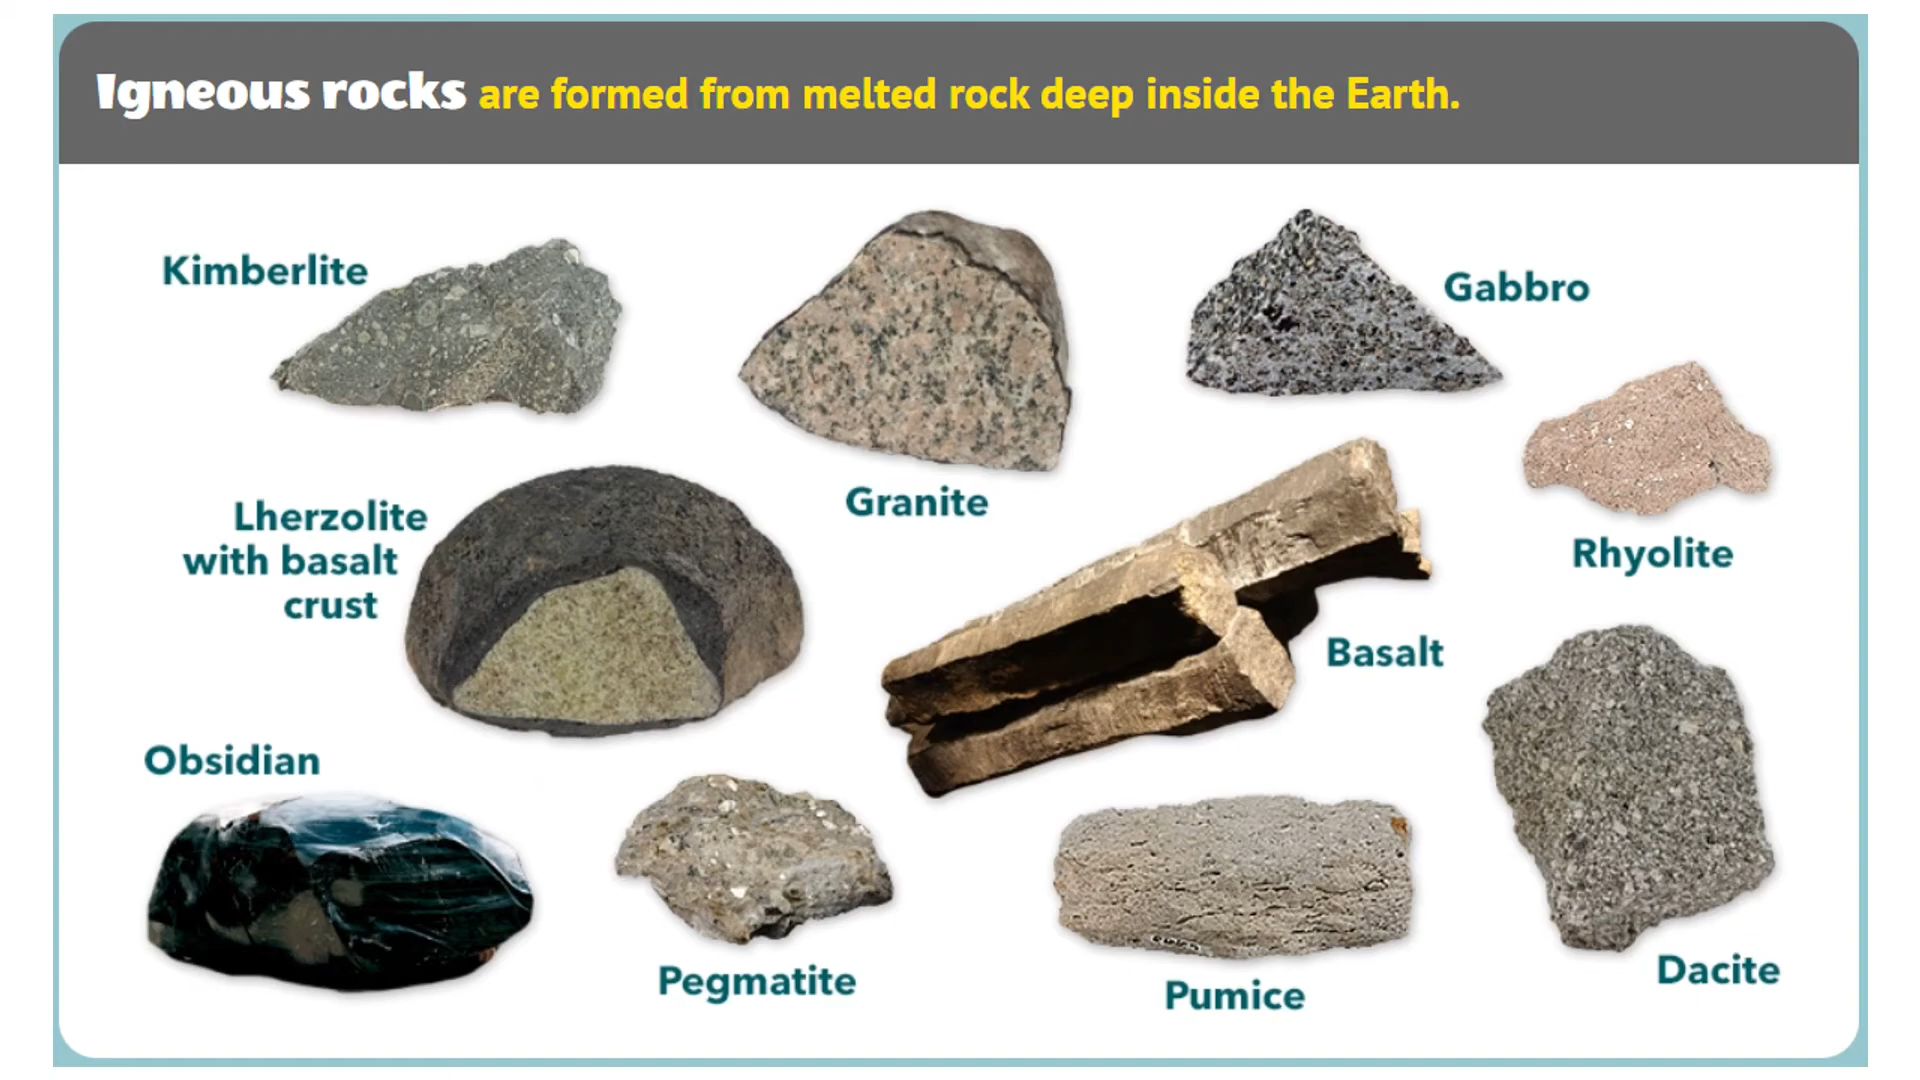 Igneous rocks are formed from melted rock deep inside the Earth.
Kimberlite
Granite
Gabbro
Rhyolite
Lherzolite
with basalt
crust
Basalt
Obsidian
Pegmatite
Pumice
Dacite